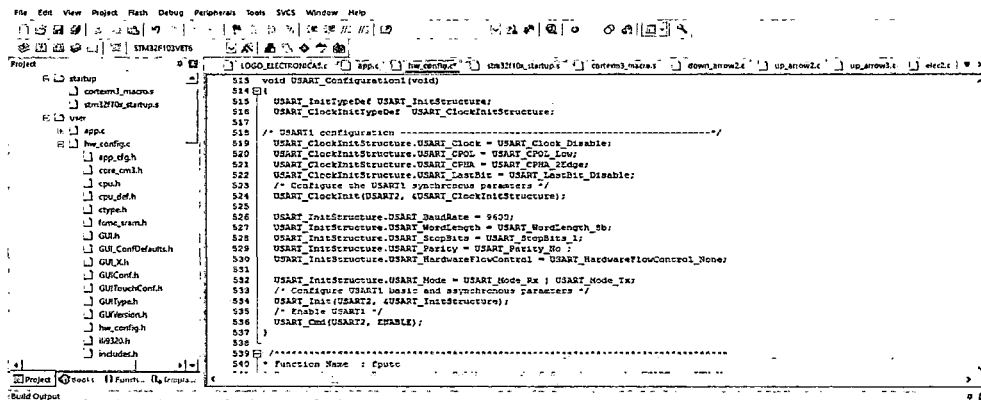 File Edit View Project Flash Debug Peripherals Tools SVCS Window Help
STM32F103VET6
Project
LOGO_ELECTRONICAS.c app.c hw_config.c stm32f10x_startup.s cortexm3_macro.s down_arrow2.c up_arrow2.c up_arrow3.c elec2.c
startup
cortexm3_macro.s
stm32f10x_startup.s
user
app.c
hw_config.c
app_cfg.h
core_cm3.h
cpu.h
cpu_def.h
ctype.h
fsmc_sram.h
GUI.h
GUI_ConfDefaults.h
GUI_X.h
GUIConf.h
GUITouchConf.h
GUIType.h
GUIVersion.h
hw_config.h
ili9320.h
includes.h
513 void USART_Configuration1(void)
514 {
515 USART_InitTypeDef USART_InitStructure;
516 USART_ClockInitTypeDef USART_ClockInitStructure;
517
518 /* USART1 configuration ------------------------------------------------------*/
519 USART_ClockInitStructure.USART_Clock = USART_Clock_Disable;
520 USART_ClockInitStructure.USART_CPOL = USART_CPOL_Low;
521 USART_ClockInitStructure.USART_CPHA = USART_CPHA_2Edge;
522 USART_ClockInitStructure.USART_LastBit = USART_LastBit_Disable;
523 /* Configure the USART1 synchronous paramters */
524 USART_ClockInit(USART2, &USART_ClockInitStructure);
525
526 USART_InitStructure.USART_BaudRate = 9600;
527 USART_InitStructure.USART_WordLength = USART_WordLength_8b;
528 USART_InitStructure.USART_StopBits = USART_StopBits_1;
529 USART_InitStructure.USART_Parity = USART_Parity_No ;
530 USART_InitStructure.USART_HardwareFlowControl = USART_HardwareFlowControl_None;
531
532 USART_InitStructure.USART_Mode = USART_Mode_Rx | USART_Mode_Tx;
533 /* Configure USART1 basic and asynchronous paramters */
534 USART_Init(USART2, &USART_InitStructure);
535 /* Enable USART1 */
536 USART_Cmd(USART2, ENABLE);
537 }
538
539 /*******************************************************************************
540 * Function Name : fputc
Project Books Functi... Templa...
Build Output